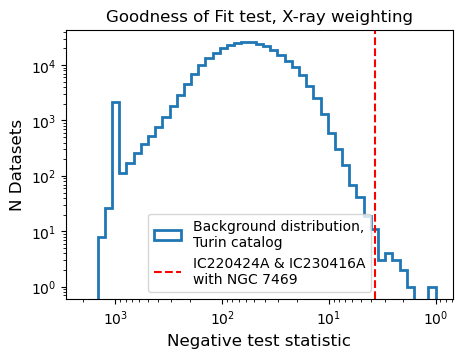 Goodness of Fit test, X-ray weighting
N Datasets
10⁴
10³
10²
10¹
10⁰
Background distribution,
Turin catalog
IC220424A & IC230416A
with NGC 7469
10³ 10² 10¹ 10⁰
Negative test statistic